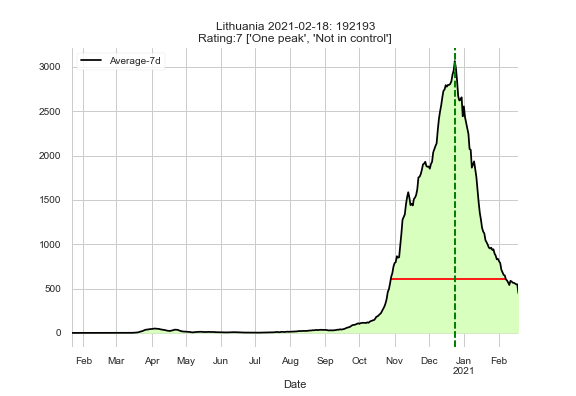 Lithuania 2021-02-18: 192193
Rating:7 ['One peak', 'Not in control']
Average-7d
3000
2500
2000
1500
1000
500
0
Feb Mar Apr May Jun Jul Aug Sep Oct Nov Dec Jan Feb
2021
Date